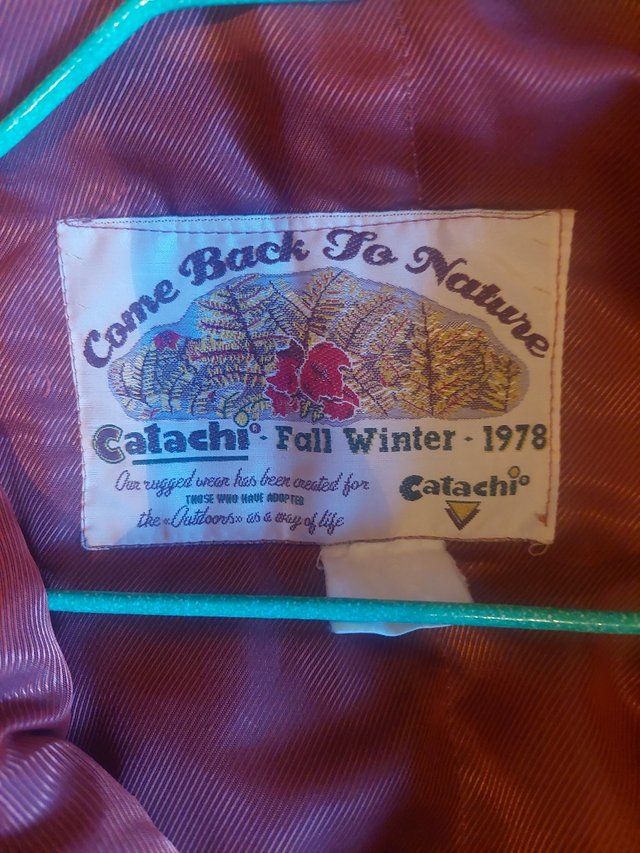 Come Back To Nature
Catachi° · Fall Winter · 1978
Our rugged wear has been created for
THOSE WHO HAVE ADOPTED
the «Outdoors» as a way of life
Catachi°